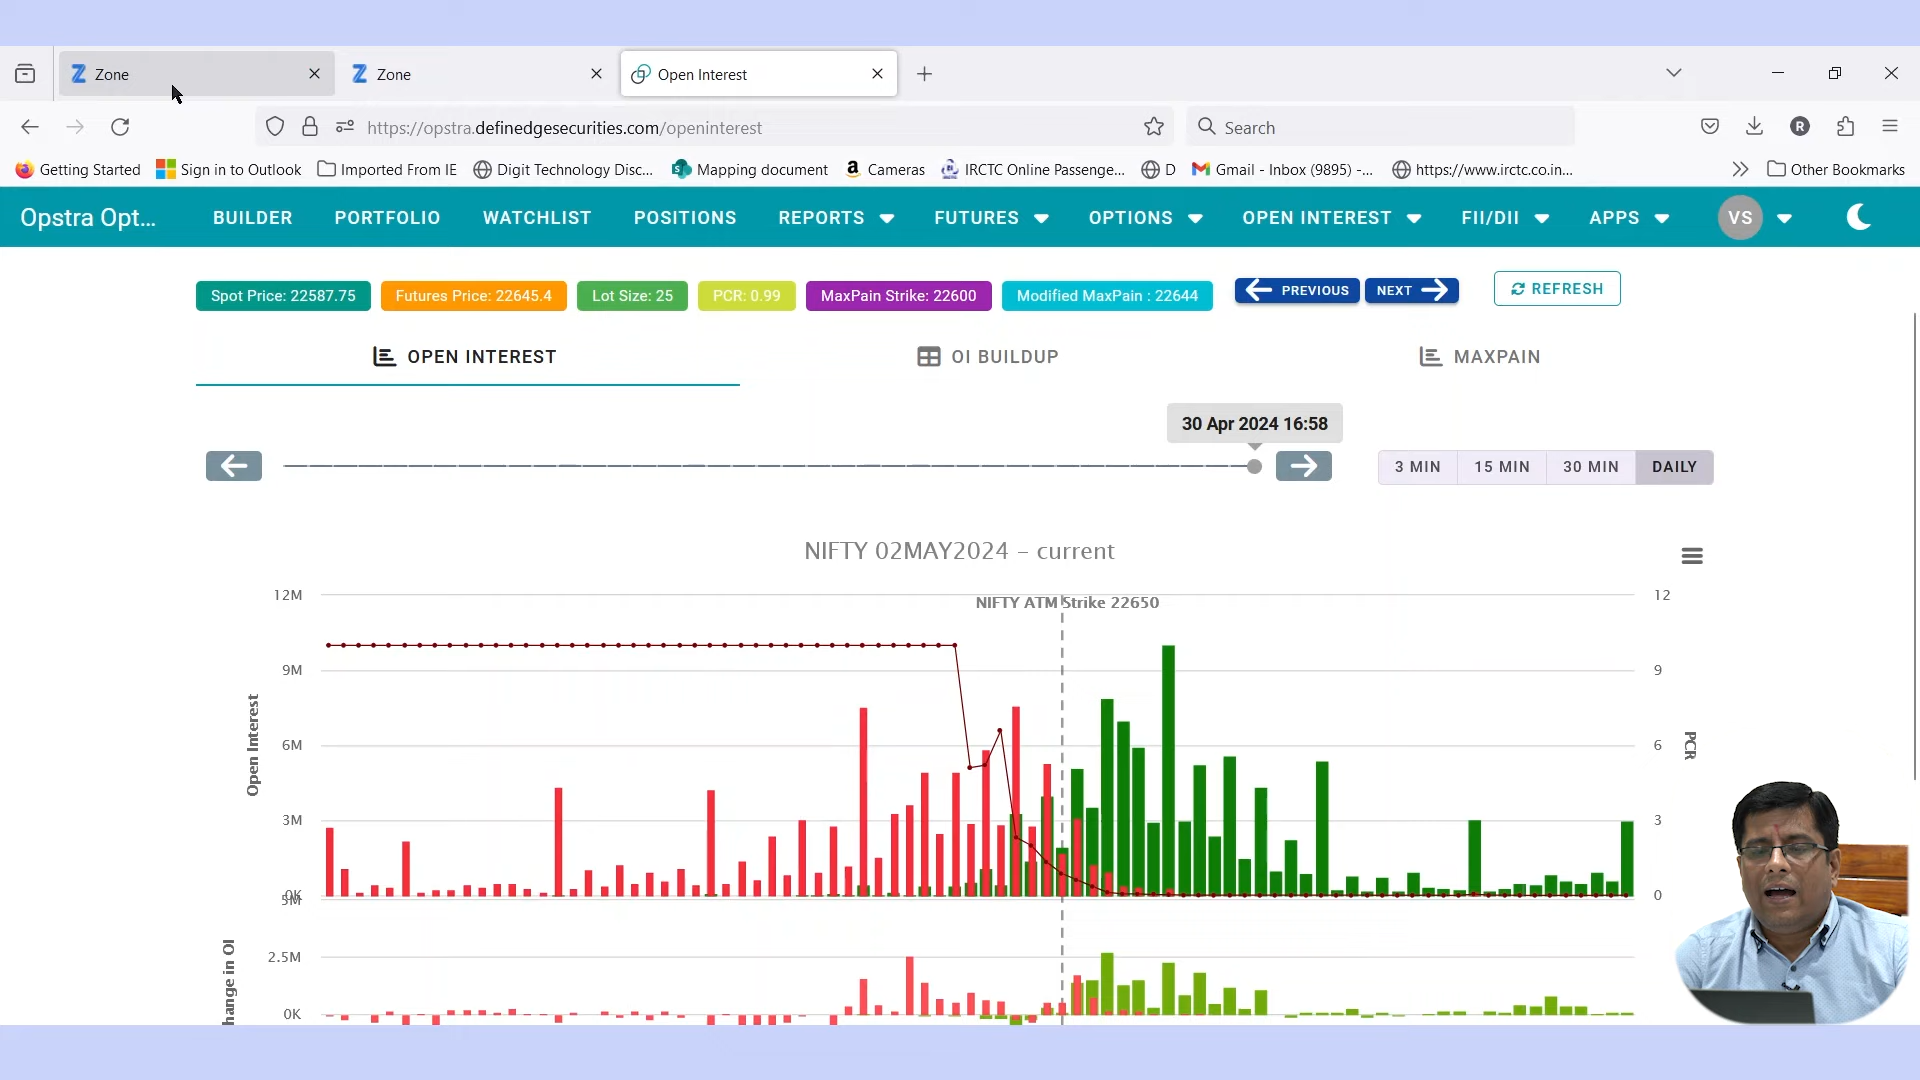 Zone
Zone
Open Interest
https://opstra.definedgesecurities.com/openinterest
Search
R
Getting Started
Sign in to Outlook
Imported From IE
Digit Technology Disc...
Mapping document
Cameras
IRCTC Online Passenge...
D
Gmail - Inbox (9895) -...
https://www.irctc.co.in...
Other Bookmarks
Opstra Opt...
BUILDER
PORTFOLIO
WATCHLIST
POSITIONS
REPORTS
FUTURES
OPTIONS
OPEN INTEREST
FII/DII
APPS
VS
Spot Price: 22587.75
Futures Price: 22645.4
Lot Size: 25
PCR: 0.99
MaxPain Strike: 22600
Modified MaxPain : 22644
PREVIOUS
NEXT
REFRESH
OPEN INTEREST
OI BUILDUP
MAXPAIN
30 Apr 2024 16:58
3 MIN
15 MIN
30 MIN
DAILY
NIFTY 02MAY2024 – current
12M
NIFTY ATM Strike 22650
12
9M
9
6M
6
3M
3
0K
0
Open Interest
PCR
5M
2.5M
0K
hange in OI